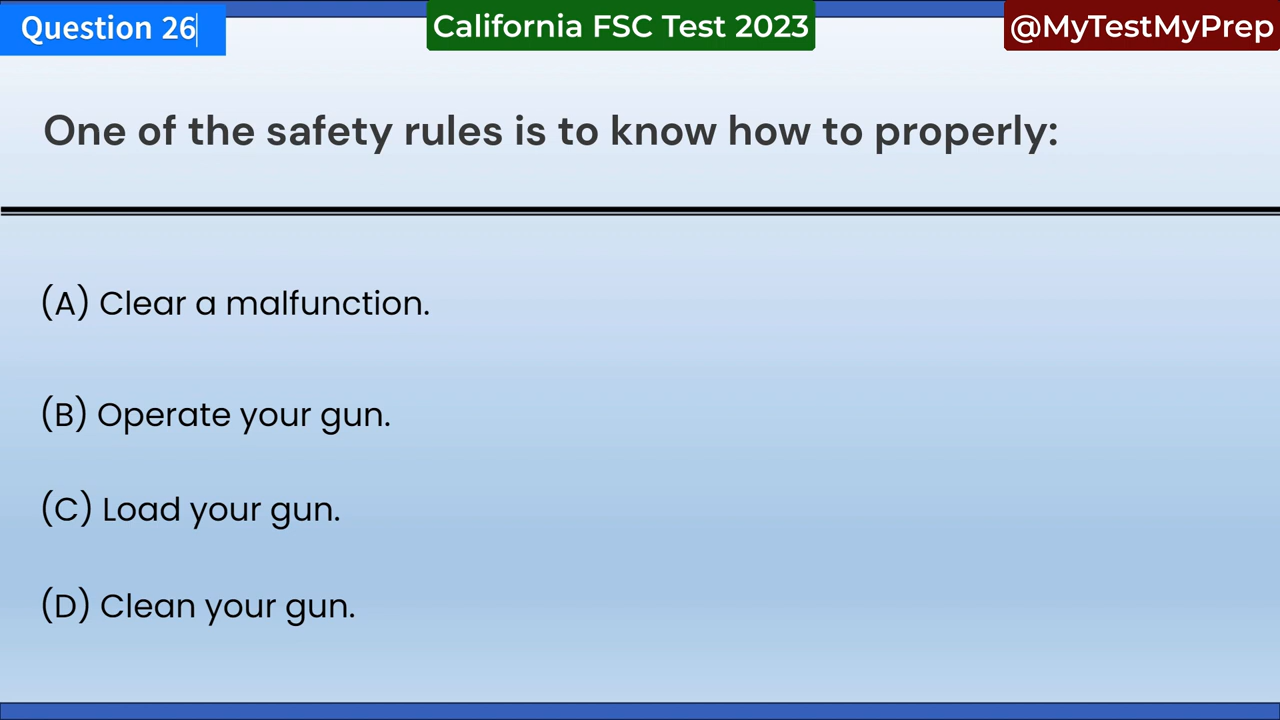 Question 26
California FSC Test 2023
@MyTestMyPrep
One of the safety rules is to know how to properly:
(A) Clear a malfunction.
(B) Operate your gun.
(C) Load your gun.
(D) Clean your gun.